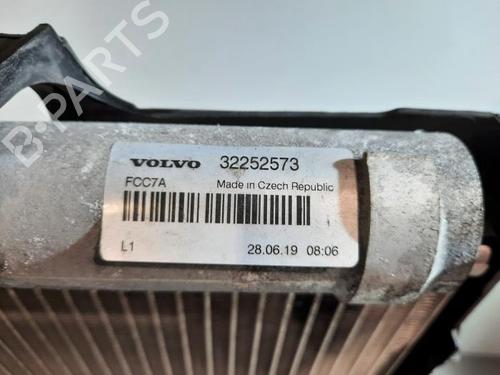 B-PARTS
VOLVO 32252573
FCC7A Made in Czech Republic
L1 28.06.19 08:06